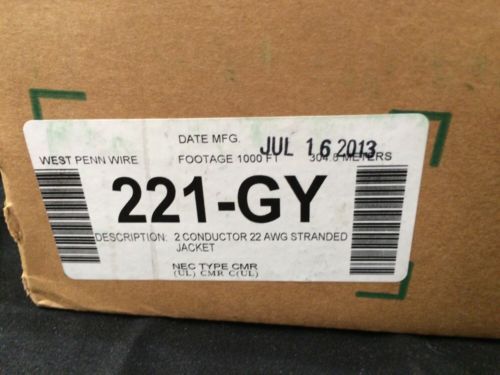 DATE MFG. JUL 16 2013
WEST PENN WIRE FOOTAGE 1000 FT 304.8 METERS
221-GY
DESCRIPTION: 2 CONDUCTOR 22 AWG STRANDED
JACKET
NEC TYPE CMR
(UL) CMR C(UL)